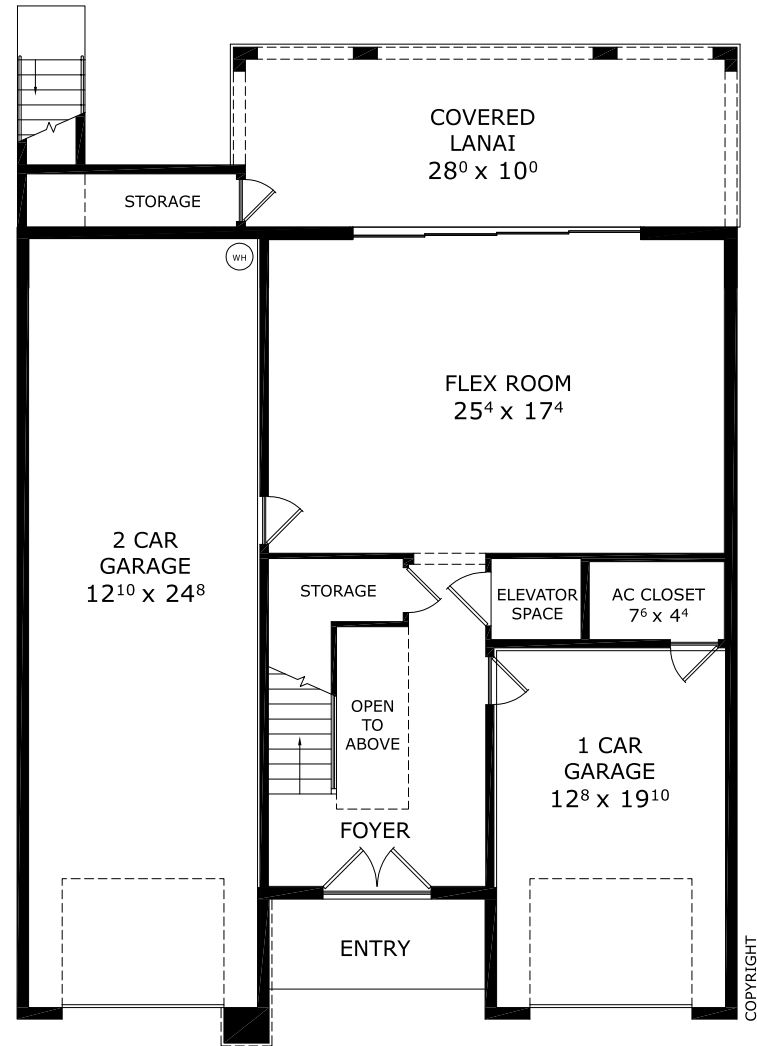 COVERED
LANAI
28⁰ x 10⁰
STORAGE
WH
FLEX ROOM
25⁴ x 17⁴
2 CAR
GARAGE
12¹⁰ x 24⁸
STORAGE
ELEVATOR
SPACE
AC CLOSET
7⁶ x 4⁴
OPEN
TO
ABOVE
1 CAR
GARAGE
12⁸ x 19¹⁰
FOYER
ENTRY
COPYRIGHT